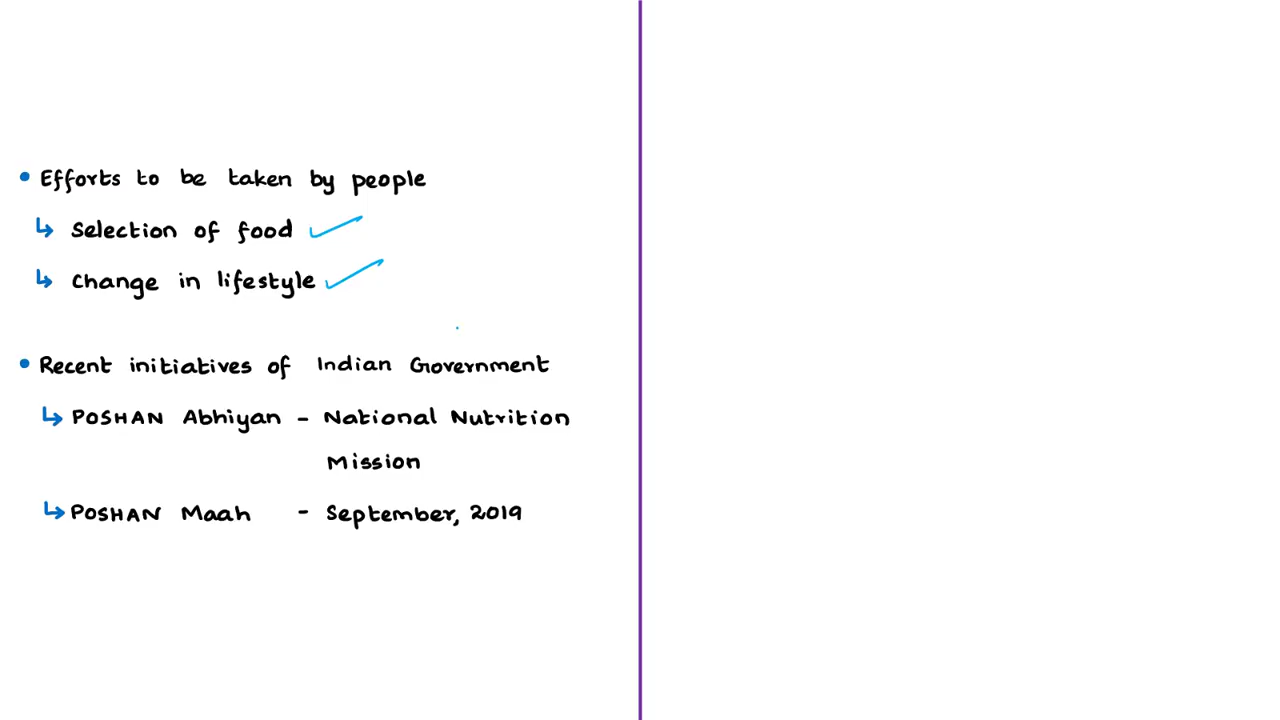 • Efforts to be taken by people
↳ Selection of food ✓
↳ Change in lifestyle ✓
• Recent initiatives of Indian Government
↳ POSHAN Abhiyan - National Nutrition
Mission
↳ POSHAN Maah - September, 2019